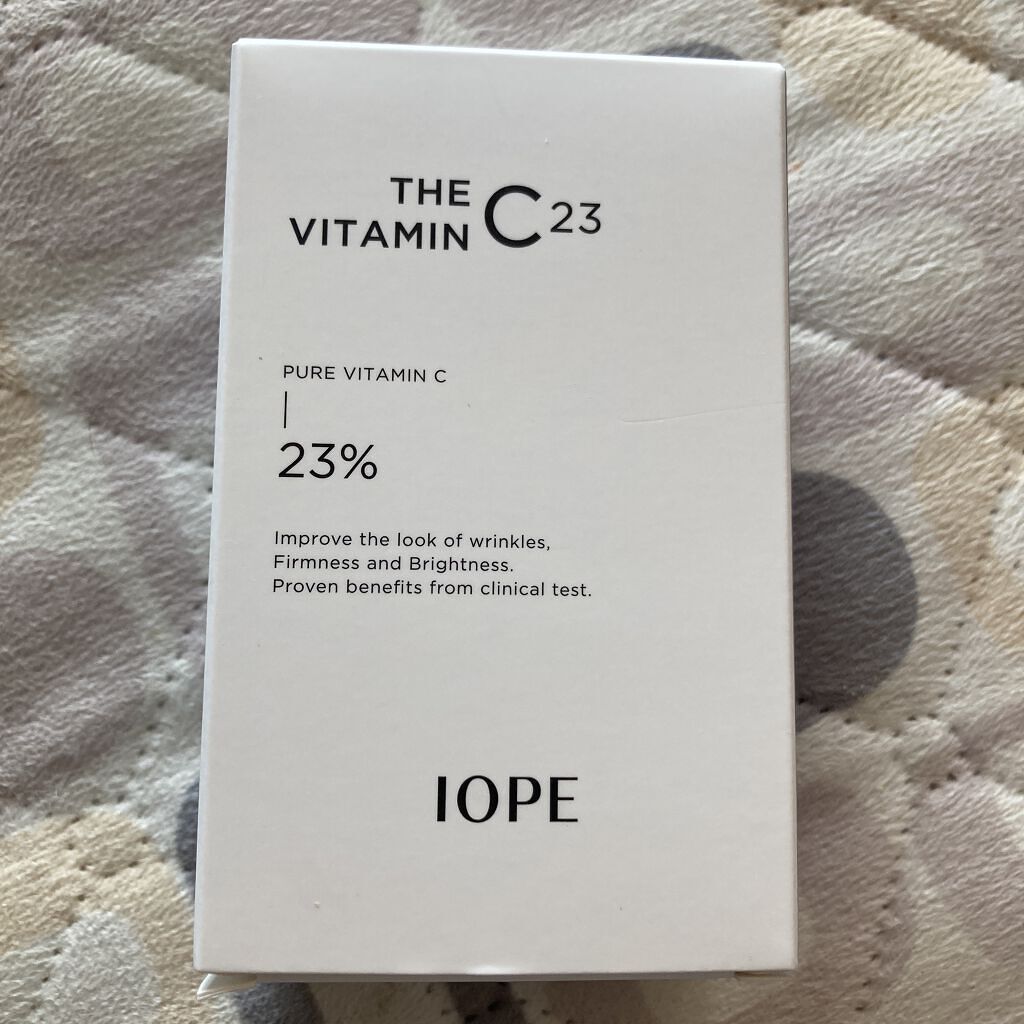 THE
VITAMIN C23
PURE VITAMIN C
23%
Improve the look of wrinkles,
Firmness and Brightness.
Proven benefits from clinical test.
IOPE